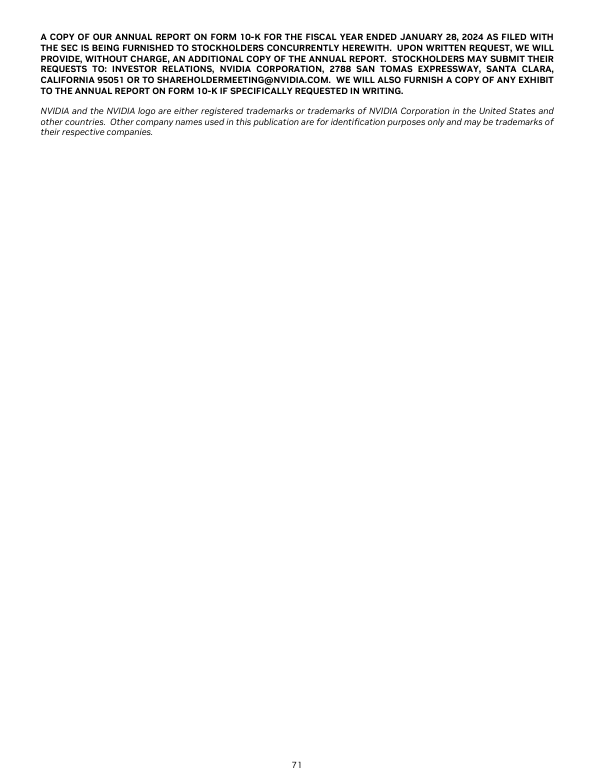 A COPY OF OUR ANNUAL REPORT ON FORM 10-K FOR THE FISCAL YEAR ENDED JANUARY 28, 2024 AS FILED WITH
THE SEC IS BEING FURNISHED TO STOCKHOLDERS CONCURRENTLY HEREWITH. UPON WRITTEN REQUEST, WE WILL
PROVIDE, WITHOUT CHARGE, AN ADDITIONAL COPY OF THE ANNUAL REPORT. STOCKHOLDERS MAY SUBMIT THEIR
REQUESTS TO: INVESTOR RELATIONS, NVIDIA CORPORATION, 2788 SAN TOMAS EXPRESSWAY, SANTA CLARA,
CALIFORNIA 95051 OR TO SHAREHOLDERMEETING@NVIDIA.COM. WE WILL ALSO FURNISH A COPY OF ANY EXHIBIT
TO THE ANNUAL REPORT ON FORM 10-K IF SPECIFICALLY REQUESTED IN WRITING.
NVIDIA and the NVIDIA logo are either registered trademarks or trademarks of NVIDIA Corporation in the United States and
other countries. Other company names used in this publication are for identification purposes only and may be trademarks of
their respective companies.
71